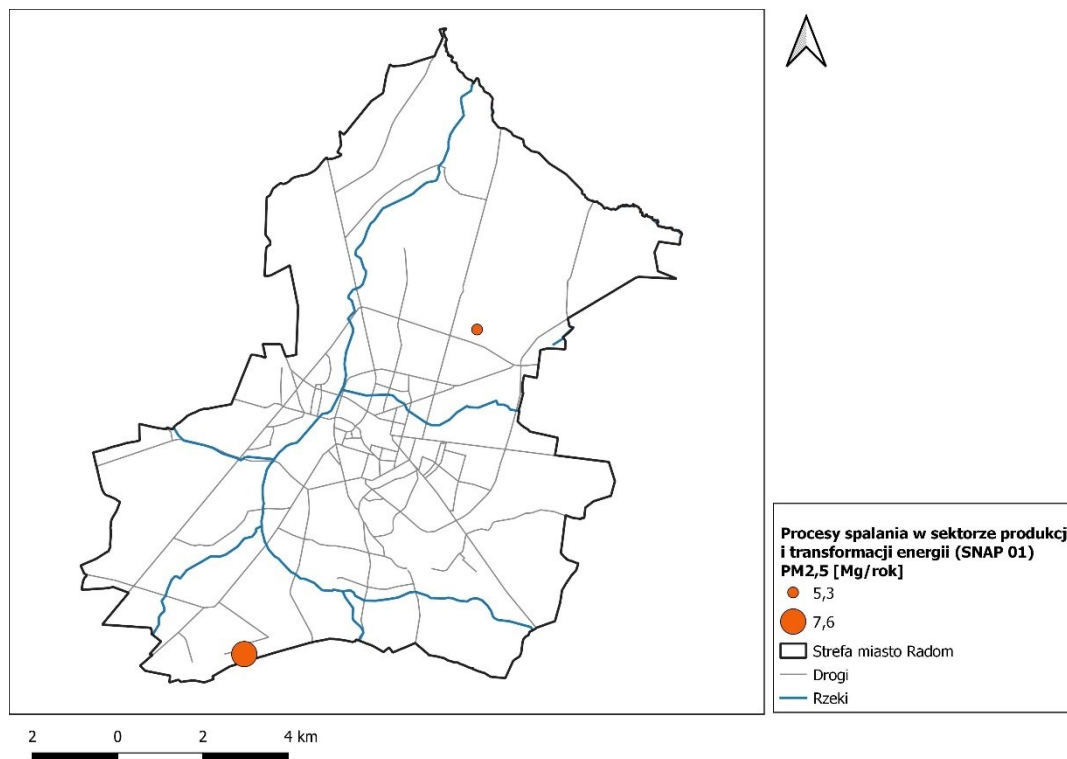 Procesy spalania w sektorze produkcj
i transformacji energii (SNAP 01)
PM2,5 [Mg/rok]
5,3
7,6
Strefa miasto Radom
Drogi
Rzeki
2 0 2 4 km